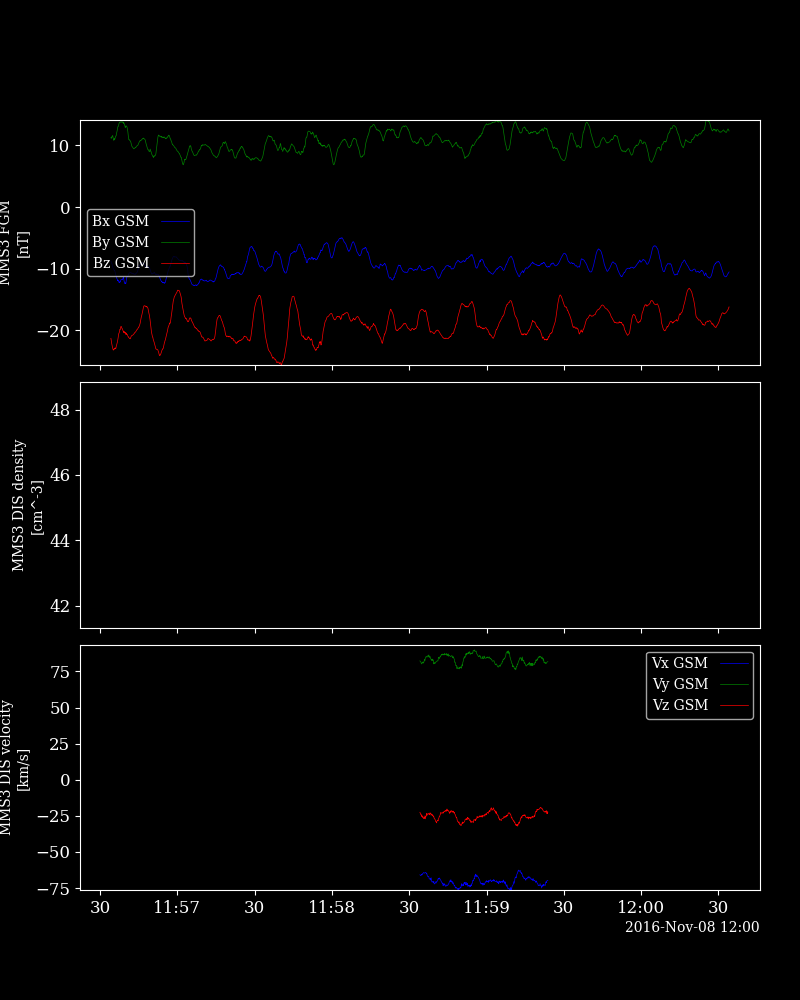 10
0
−10
−20
MMS3 FGM
[nT]
Bx GSM
By GSM
Bz GSM
48
46
44
42
MMS3 DIS density
[cm^-3]
75
50
25
0
−25
−50
−75
MMS3 DIS velocity
[km/s]
Vx GSM
Vy GSM
Vz GSM
30 11:57 30 11:58 30 11:59 30 12:00 30
2016-Nov-08 12:00